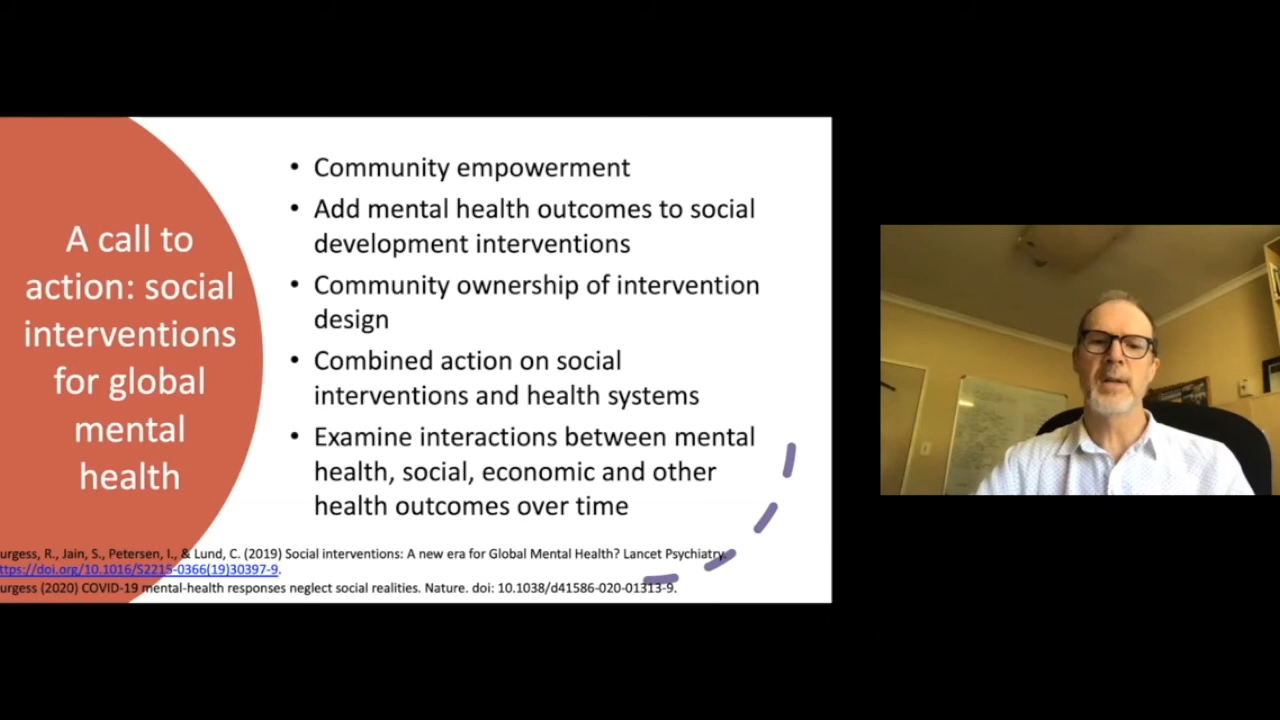 A call to
action: social
interventions
for global
mental
health
• Community empowerment
• Add mental health outcomes to social
development interventions
• Community ownership of intervention
design
• Combined action on social
interventions and health systems
• Examine interactions between mental
health, social, economic and other
health outcomes over time
urgess, R., Jain, S., Petersen, I., & Lund, C. (2019) Social interventions: A new era for Global Mental Health? Lancet Psychiatry.
ttps://doi.org/10.1016/S2215-0366(19)30397-9.
urgess (2020) COVID-19 mental-health responses neglect social realities. Nature. doi: 10.1038/d41586-020-01313-9.